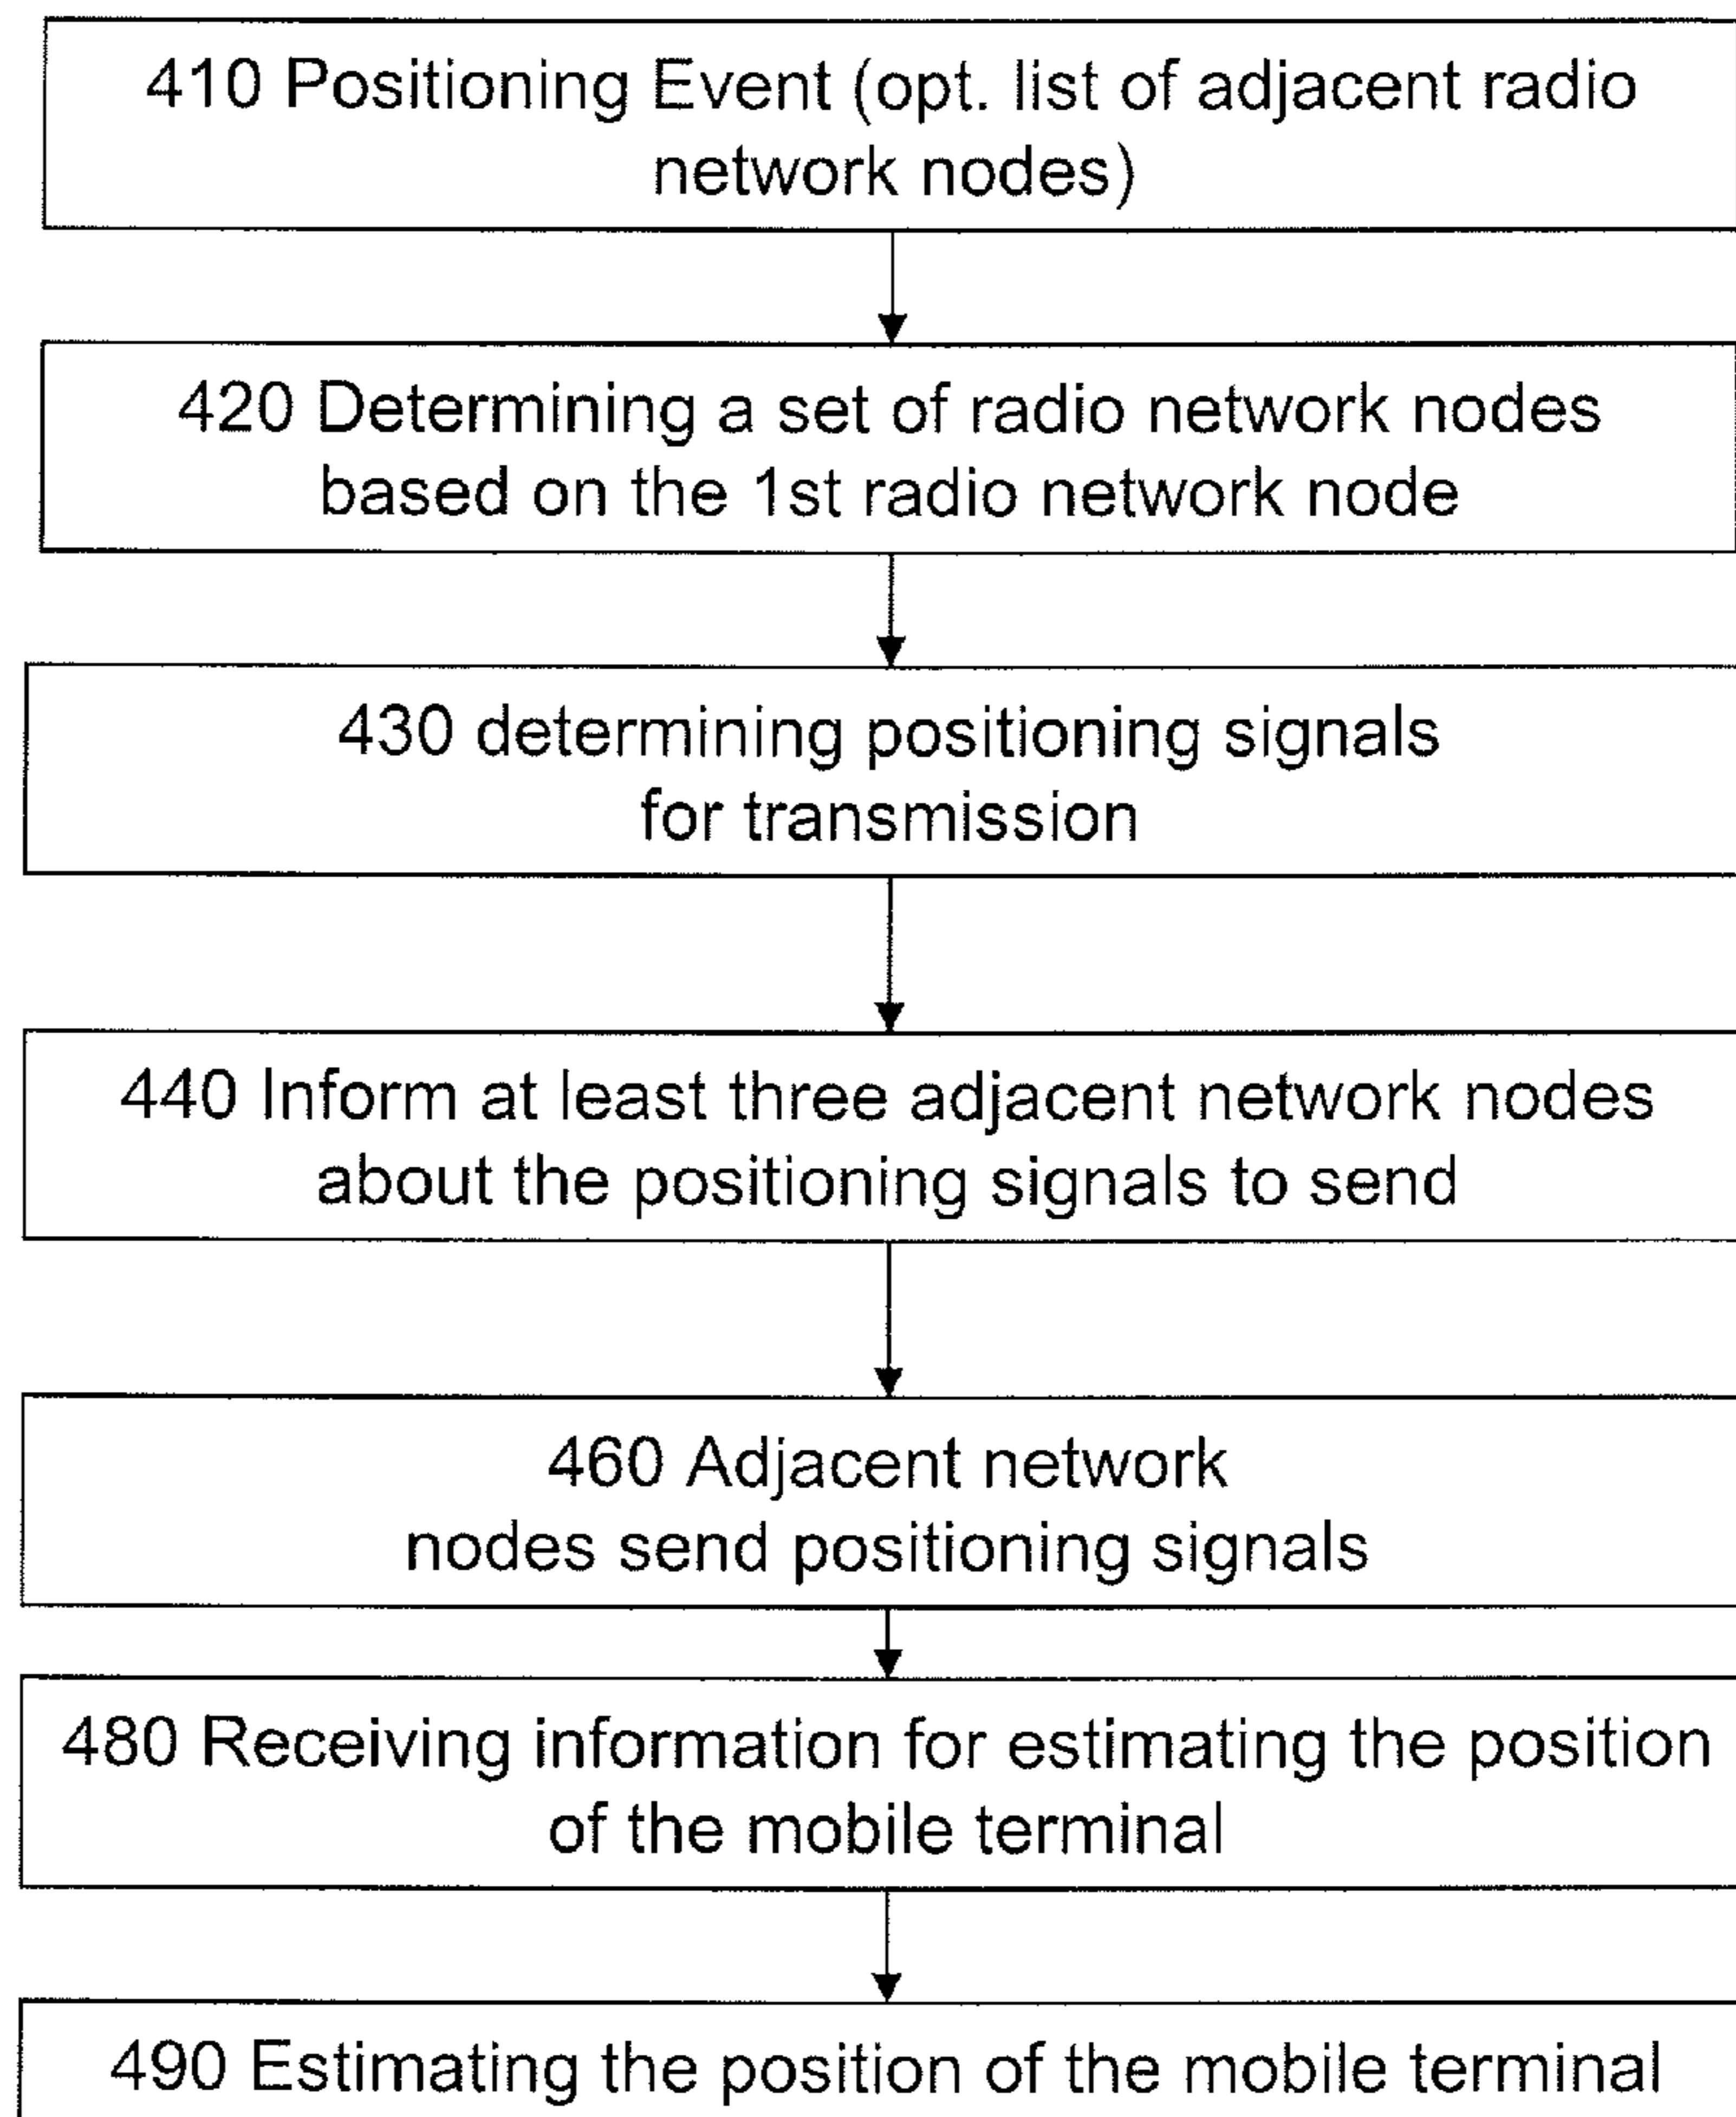 410 Positioning Event (opt. list of adjacent radio
network nodes)
420 Determining a set of radio network nodes
based on the 1st radio network node
430 determining positioning signals
for transmission
440 Inform at least three adjacent network nodes
about the positioning signals to send
460 Adjacent network
nodes send positioning signals
480 Receiving information for estimating the position
of the mobile terminal
490 Estimating the position of the mobile terminal